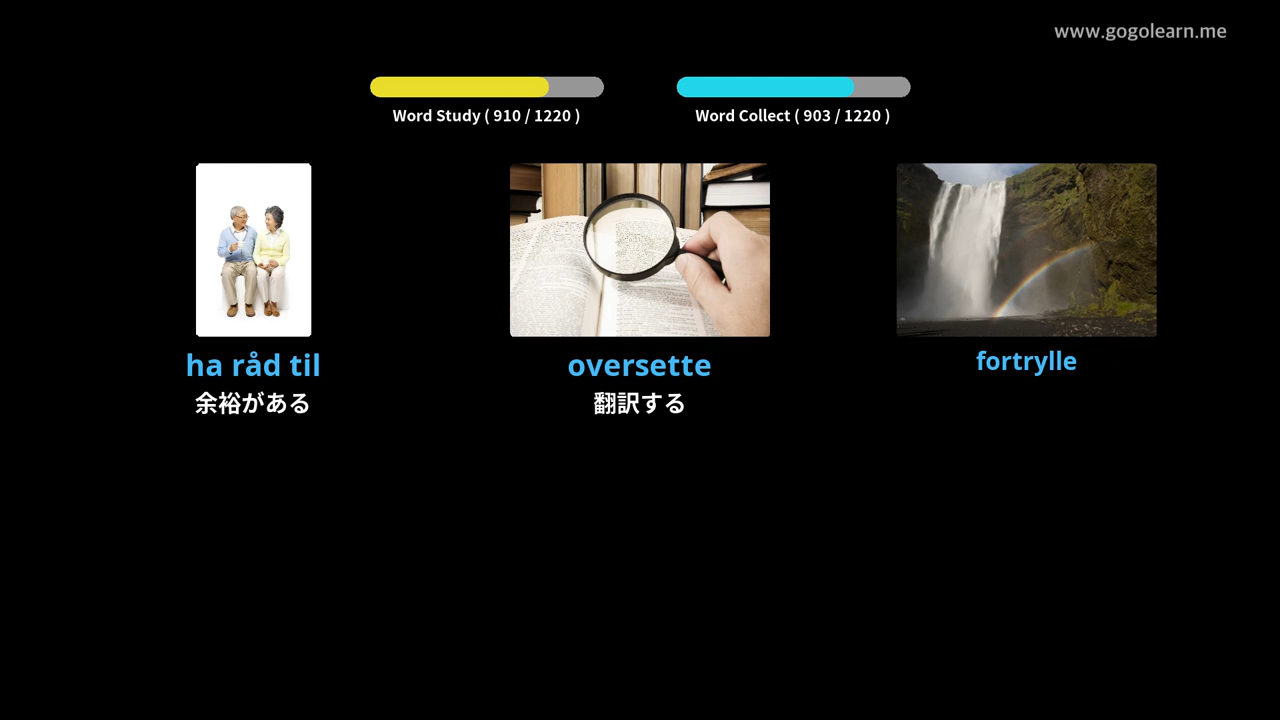 www.gogolearn.me
Word Study ( 910 / 1220 )
Word Collect ( 903 / 1220 )
ha råd til
余裕がある
oversette
翻訳する
fortrylle